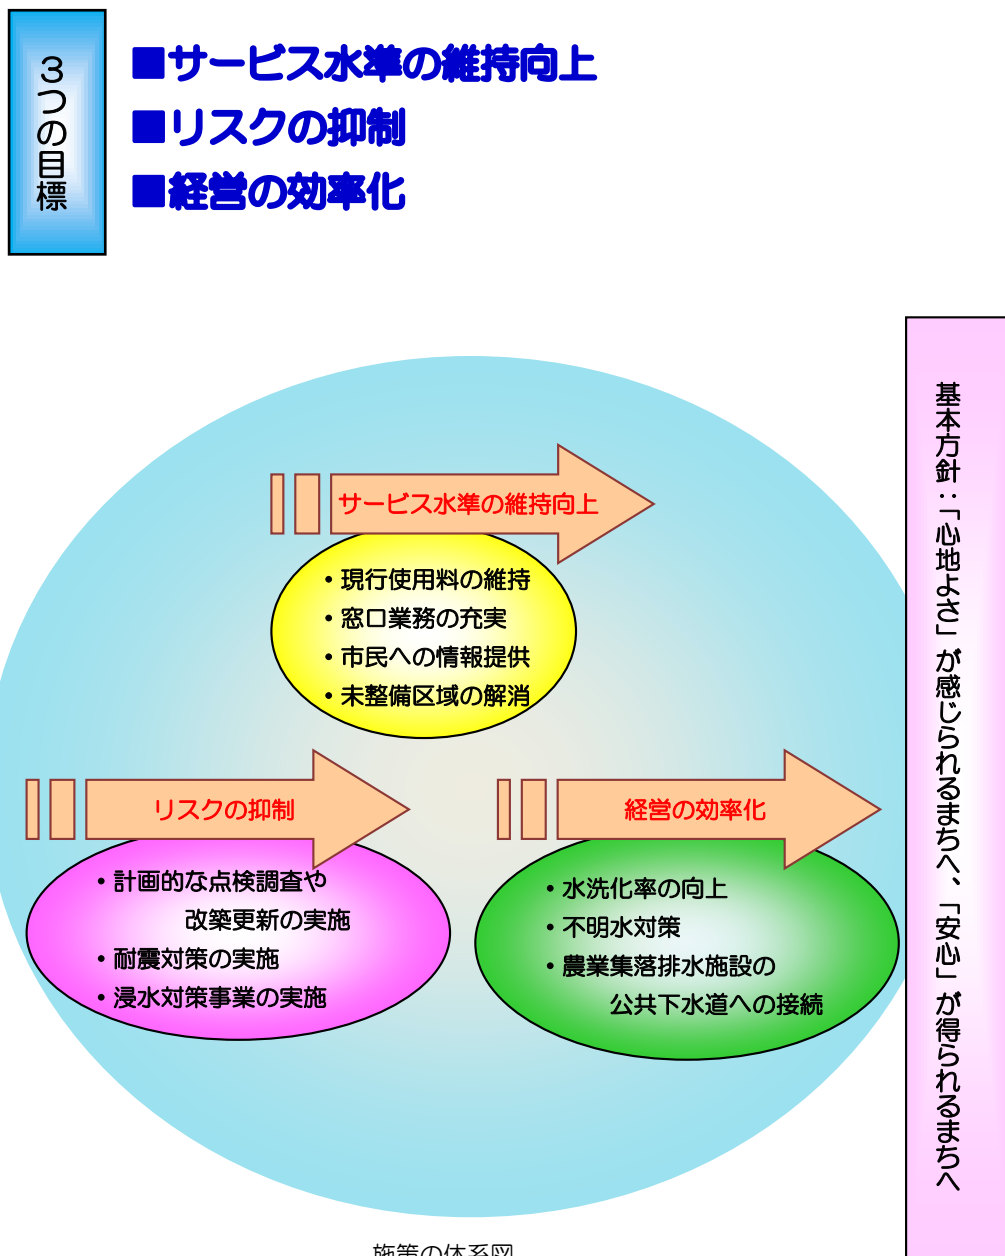 3つの目標
■サービス水準の維持向上
■リスクの抑制
■経営の効率化
サービス水準の維持向上
・現行使用料の維持
・窓口業務の充実
・市民への情報提供
・未整備区域の解消
リスクの抑制
・計画的な点検調査や
改築更新の実施
・耐震対策の実施
・浸水対策事業の実施
経営の効率化
・水洗化率の向上
・不明水対策
・農業集落排水施設の
公共下水道への接続
基本方針:「心地よさ」が感じられるまちへ、「安心」が得られるまちへ
施策の体系図